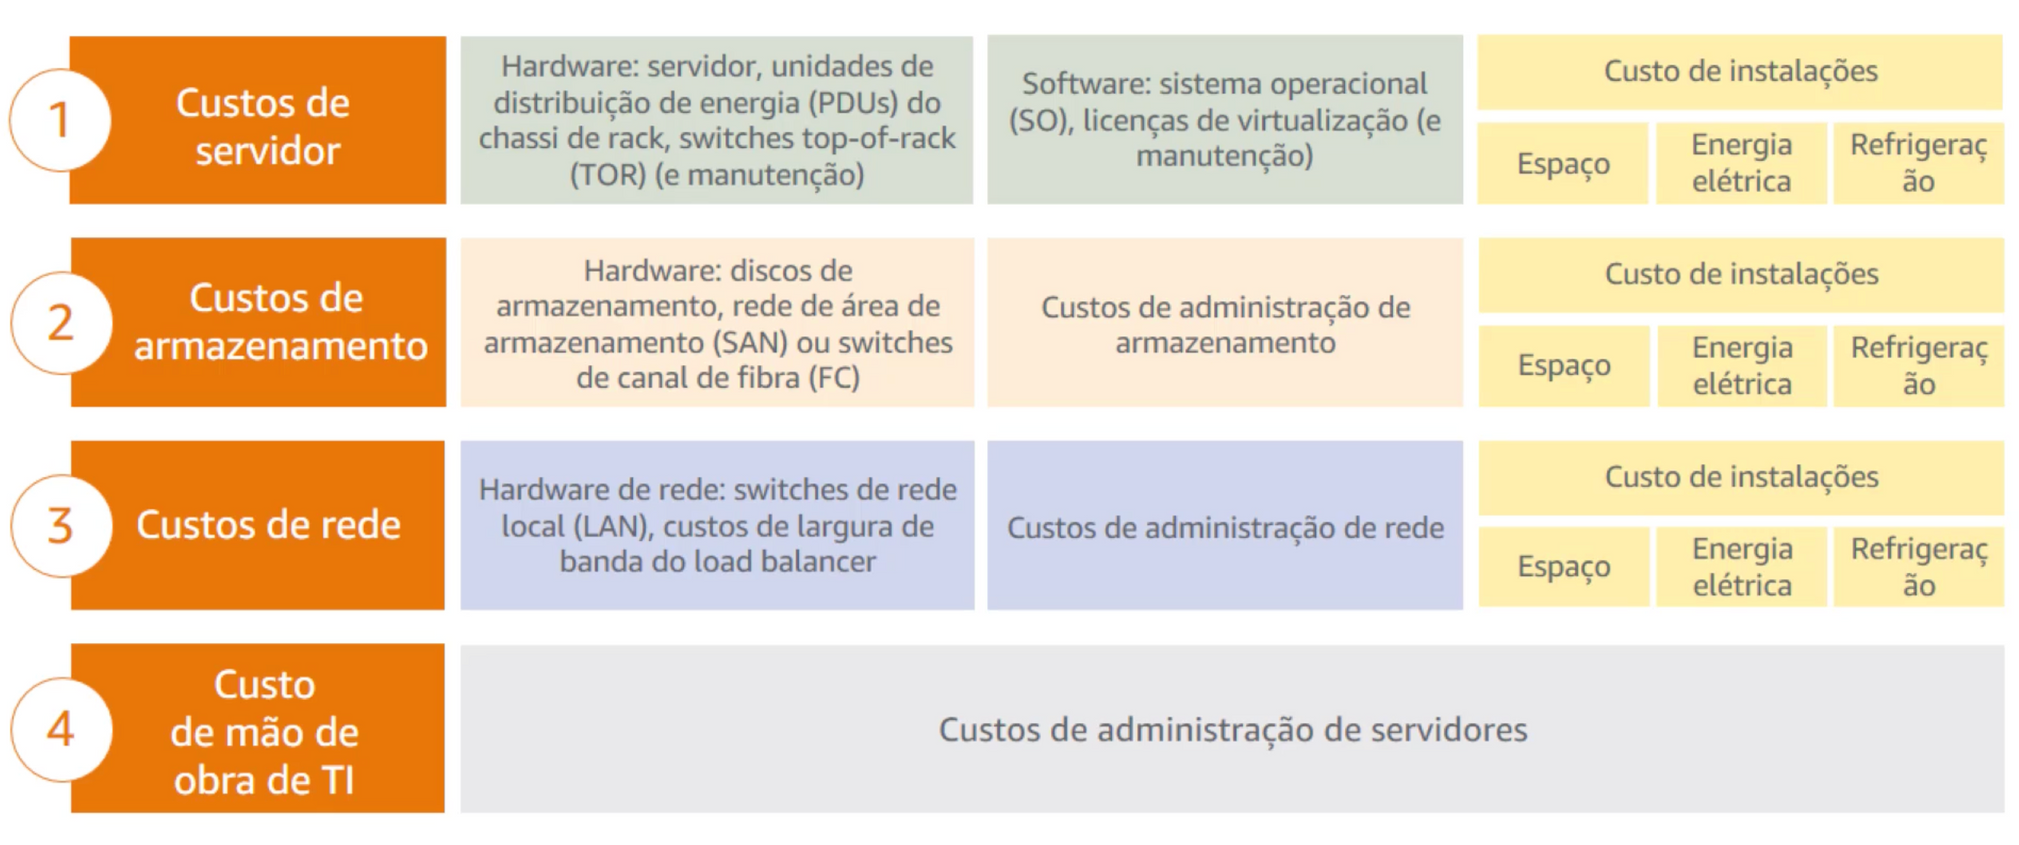 1
Custos de
servidor
Hardware: servidor, unidades de
distribuição de energia (PDUs) do
chassi de rack, switches top-of-rack
(TOR) (e manutenção)
Software: sistema operacional
(SO), licenças de virtualização (e
manutenção)
Custo de instalações
Espaço
Energia
elétrica
Refrigeraç
ão
2
Custos de
armazenamento
Hardware: discos de
armazenamento, rede de área de
armazenamento (SAN) ou switches
de canal de fibra (FC)
Custos de administração de
armazenamento
Custo de instalações
Espaço
Energia
elétrica
Refrigeraç
ão
3
Custos de rede
Hardware de rede: switches de rede
local (LAN), custos de largura de
banda do load balancer
Custos de administração de rede
Custo de instalações
Espaço
Energia
elétrica
Refrigeraç
ão
4
Custo
de mão de
obra de TI
Custos de administração de servidores